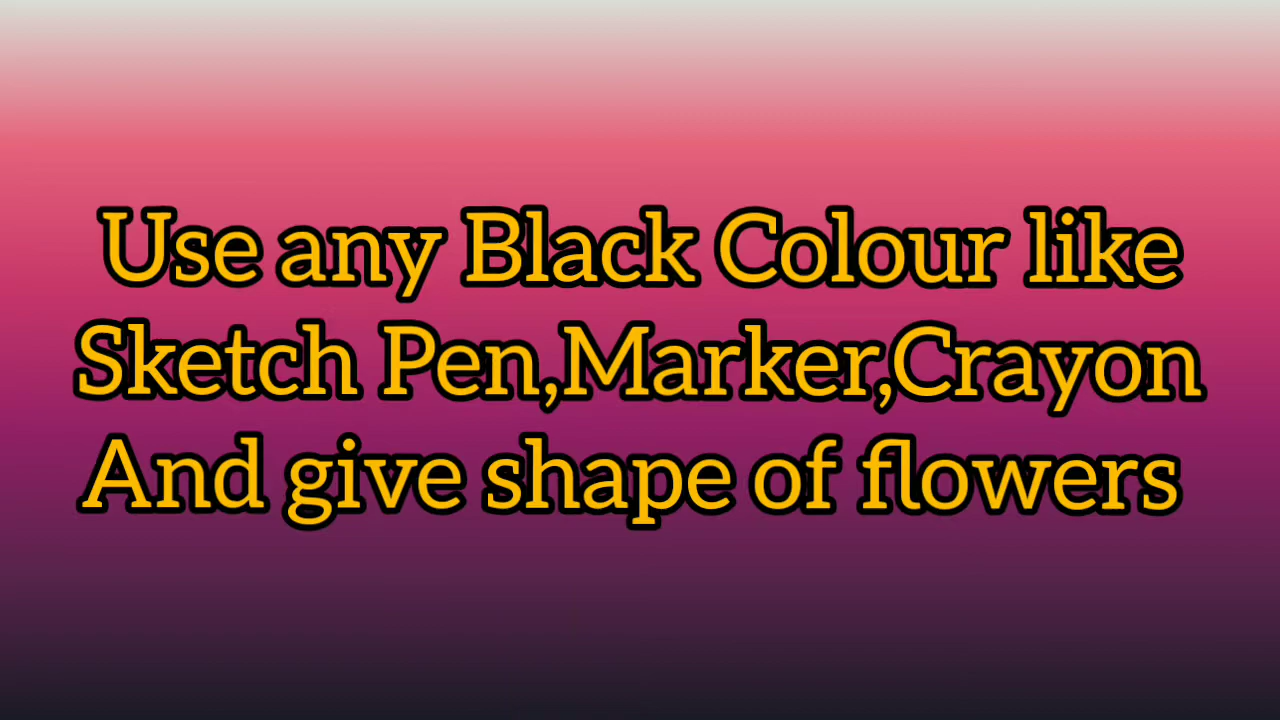 Use any Black Colour like
Sketch Pen,Marker,Crayon
And give shape of flowers